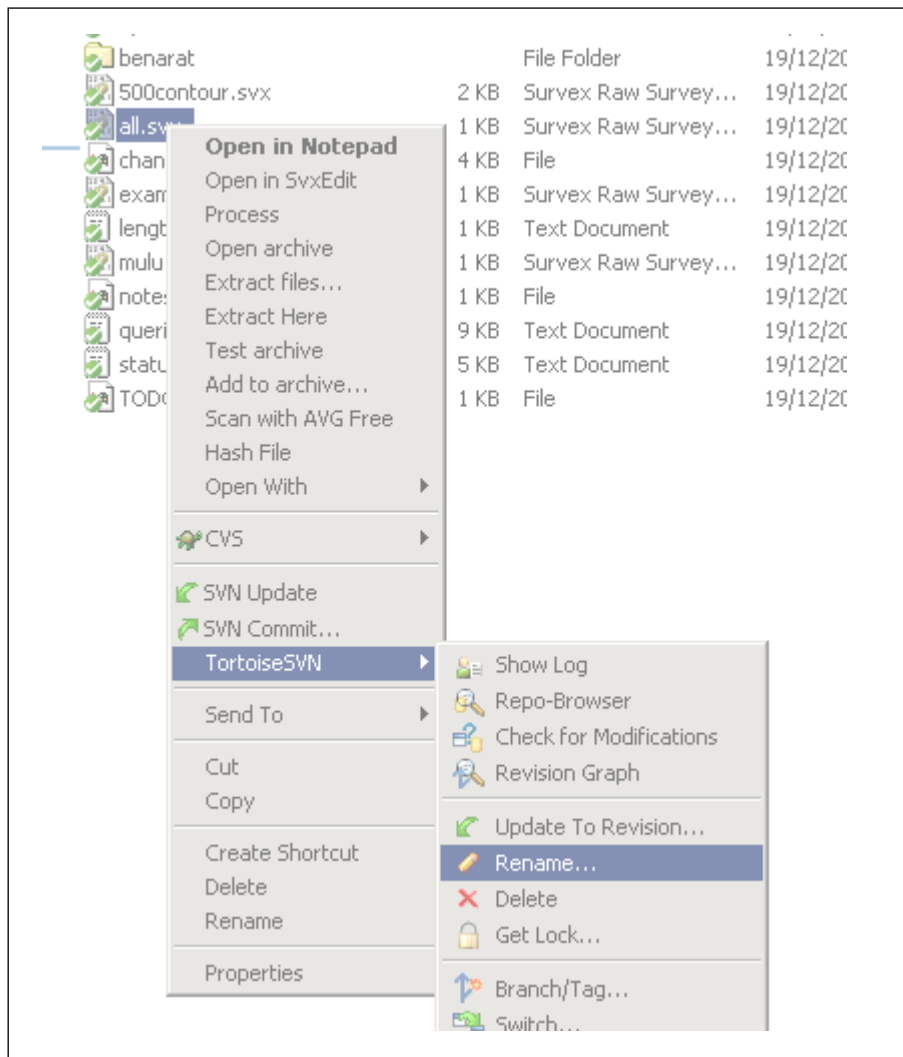 benarat File Folder 19/12/20
500contour.svx 2 KB Survex Raw Survey... 19/12/20
all.svx 1 KB Survex Raw Survey... 19/12/20
chan 4 KB File 19/12/20
exam 1 KB Survex Raw Survey... 19/12/20
lengt 1 KB Text Document 19/12/20
mulu 1 KB Survex Raw Survey... 19/12/20
notes 1 KB File 19/12/20
queri 9 KB Text Document 19/12/20
statu 5 KB Text Document 19/12/20
TODO 1 KB File 19/12/20
Open in Notepad
Open in SvxEdit
Process
Open archive
Extract files...
Extract Here
Test archive
Add to archive...
Scan with AVG Free
Hash File
Open With
CVS
SVN Update
SVN Commit...
TortoiseSVN
Send To
Cut
Copy
Create Shortcut
Delete
Rename
Properties
Show Log
Repo-Browser
Check for Modifications
Revision Graph
Update To Revision...
Rename...
Delete
Get Lock...
Branch/Tag...
Switch...